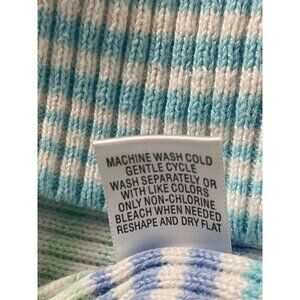 MACHINE WASH COLD
GENTLE CYCLE
WASH SEPARATELY OR
WITH LIKE COLORS
ONLY NON-CHLORINE
BLEACH WHEN NEEDED
RESHAPE AND DRY FLAT